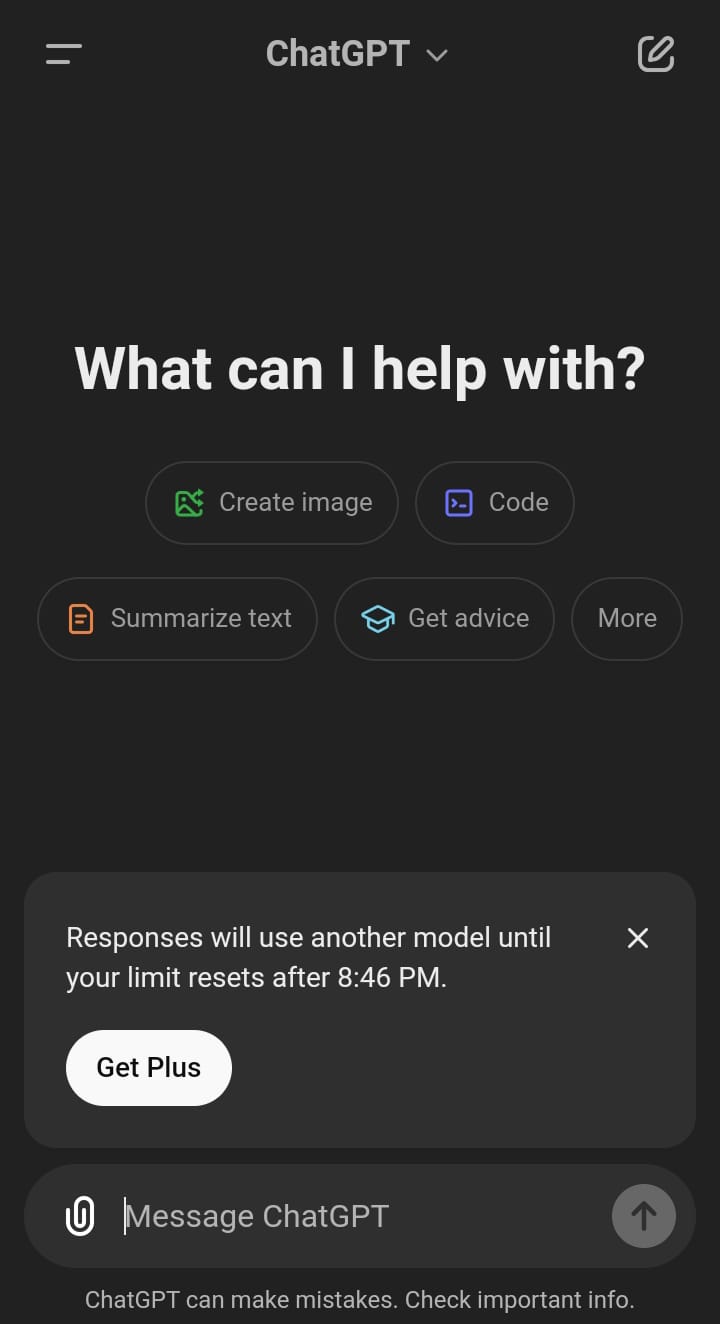 ChatGPT
What can I help with?
Create image
Code
Summarize text
Get advice
More
Responses will use another model until
your limit resets after 8:46 PM.
Get Plus
Message ChatGPT
ChatGPT can make mistakes. Check important info.